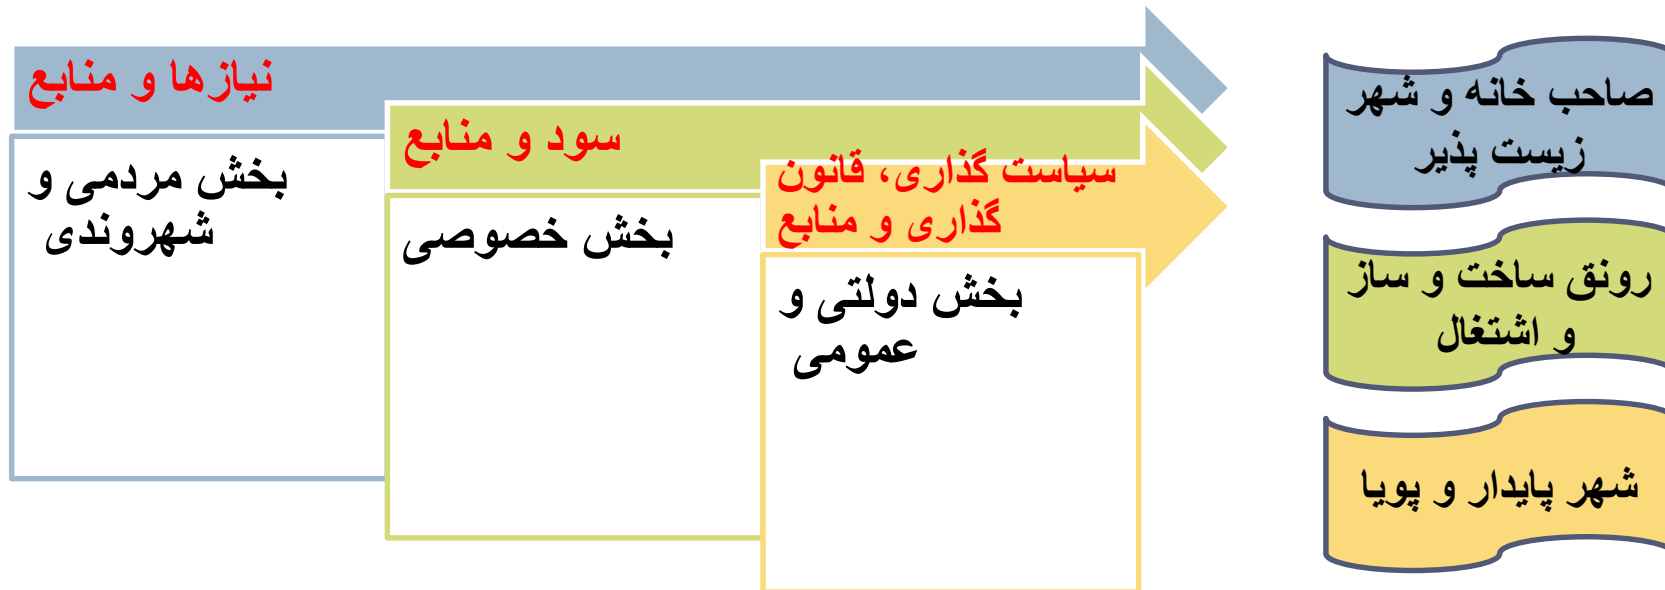 نیازها و منابع
بخش مردمی و
شهروندی
سود و منابع
بخش خصوصی
سیاست گذاری، قانون
گذاری و منابع
بخش دولتی و
عمومی
صاحب خانه و شهر
زیست پذیر
رونق ساخت و ساز
و اشتغال
شهر پایدار و پویا